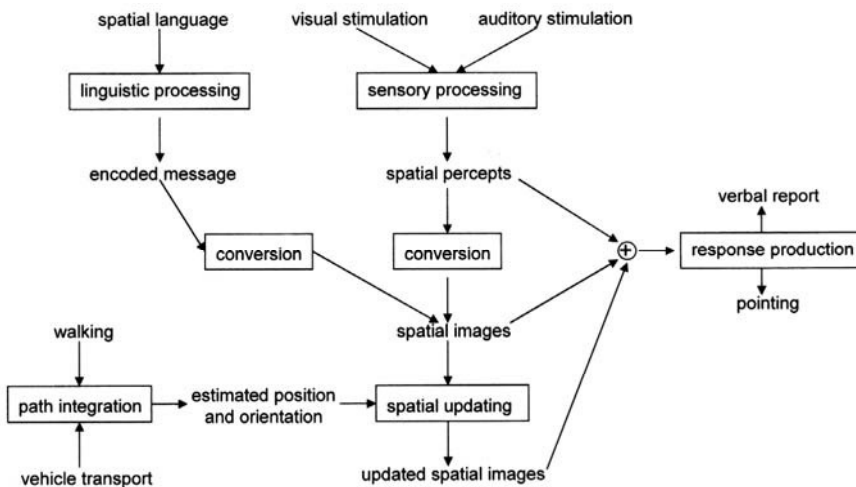 spatial language
visual stimulation
auditory stimulation
linguistic processing
sensory processing
encoded message
spatial percepts
verbal report
conversion
conversion
response production
pointing
spatial images
walking
path integration
estimated position
and orientation
spatial updating
vehicle transport
updated spatial images